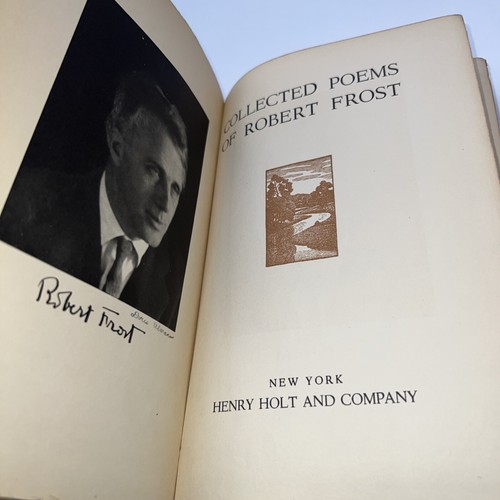 Robert Frost
COLLECTED POEMS
OF ROBERT FROST
NEW YORK
HENRY HOLT AND COMPANY